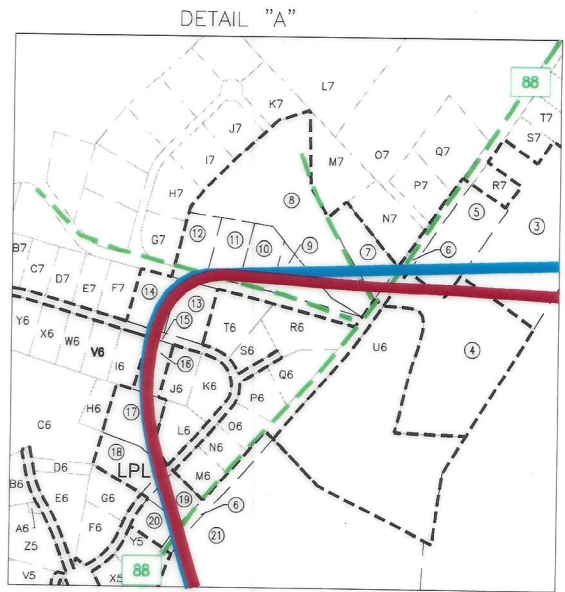 DETAIL "A"
88
L7
K7
T7
J7
S7
I7
M7
O7
Q7
H7
P7
R7
8
5
3
12
11
10
9
N7
7
6
G7
B7
C7
D7
E7
F7
14
13
15
Y6
X6
W6
V6
T6
S6
R6
U6
4
I6
16
J6
K6
Q6
H6
17
P6
C6
L6
O6
18
N6
D6
LPL
M6
B6
E6
G6
19
6
A6
F6
20
21
Z5
Y5
V5
X5
88